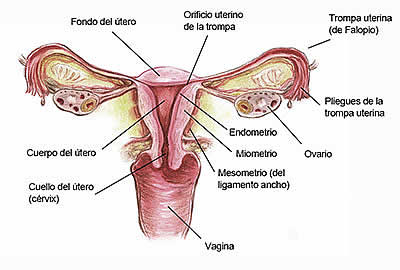 Fondo del útero
Orificio uterino
de la trompa
Trompa uterina
(de Falopio)
Pliegues de la
trompa uterina
Endometrio
Cuerpo del útero
Miometrio
Ovario
Mesometrio (del
ligamento ancho)
Cuello del útero
(cérvix)
Vagina